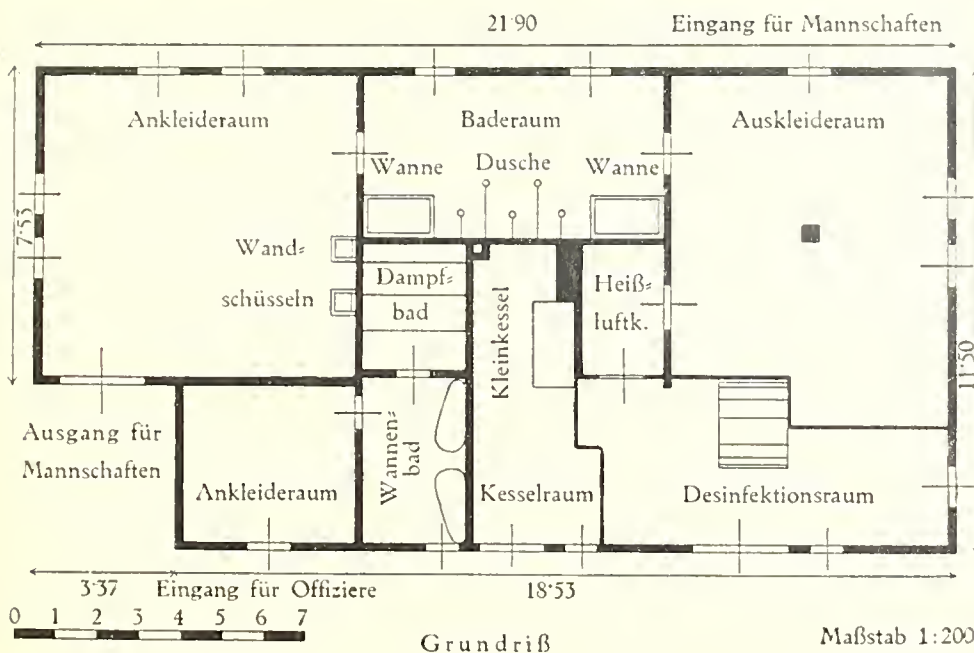 21·90
Eingang für Mannschaften
Ankleideraum
Baderaum
Auskleideraum
Wanne
Dusche
Wanne
7·53
Wand=
schüsseln
Dampf=
bad
Kleinkessel
Heiß=
luftk.
11·50
Ausgang für
Mannschaften
Ankleideraum
Wannen=
bad
Kesselraum
Desinfektionsraum
3·37
Eingang für Offiziere
18·53
0 1 2 3 4 5 6 7
Grundriß
Maßstab 1:200